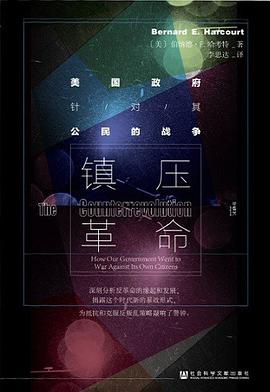 Bernard E. Harcourt
〔美〕伯纳德·E.哈考特 著
李思达 译
美国政府
针/对/其
公民的战争
镇压
The Counterrevolution
革命
How Our Government Went to
War Against Its Own Citizens
深刻分析反革命的缘起和发展,
揭露这个时代新的暴政形式,
为抵抗和克服反叛乱策略敲响了警钟。
社会科学文献出版社